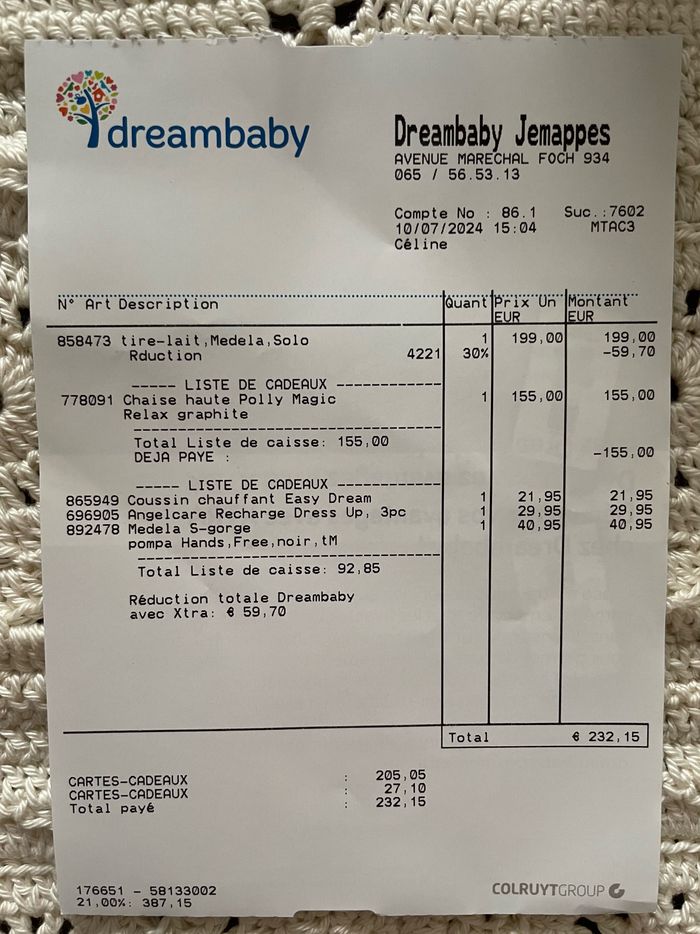 dreambaby
Dreambaby Jemappes
AVENUE MARECHAL FOCH 934
065 / 56.53.13
Compte No : 86.1 Suc.:7602
10/07/2024 15:04 MTAC3
Céline
N° Art Description Quant Prix Un Montant
EUR EUR
858473 tire-lait,Medela,Solo 1 199,00 199,00
Rduction 4221 30% -59,70
----- LISTE DE CADEAUX ------------
778091 Chaise haute Polly Magic 1 155,00 155,00
Relax graphite
-----------------------------------
Total Liste de caisse: 155,00
DEJA PAYE : -155,00
----- LISTE DE CADEAUX ------------
865949 Coussin chauffant Easy Dream 1 21,95 21,95
696905 Angelcare Recharge Dress Up, 3pc 1 29,95 29,95
892478 Medela S-gorge 1 40,95 40,95
pompa Hands,Free,noir,tM
-----------------------------------
Total Liste de caisse: 92,85
Réduction totale Dreambaby
avec Xtra: € 59,70
Total € 232,15
CARTES-CADEAUX : 205,05
CARTES-CADEAUX : 27,10
Total payé : 232,15
176651 - 58133002
21,00%: 387,15
COLRUYTGROUP